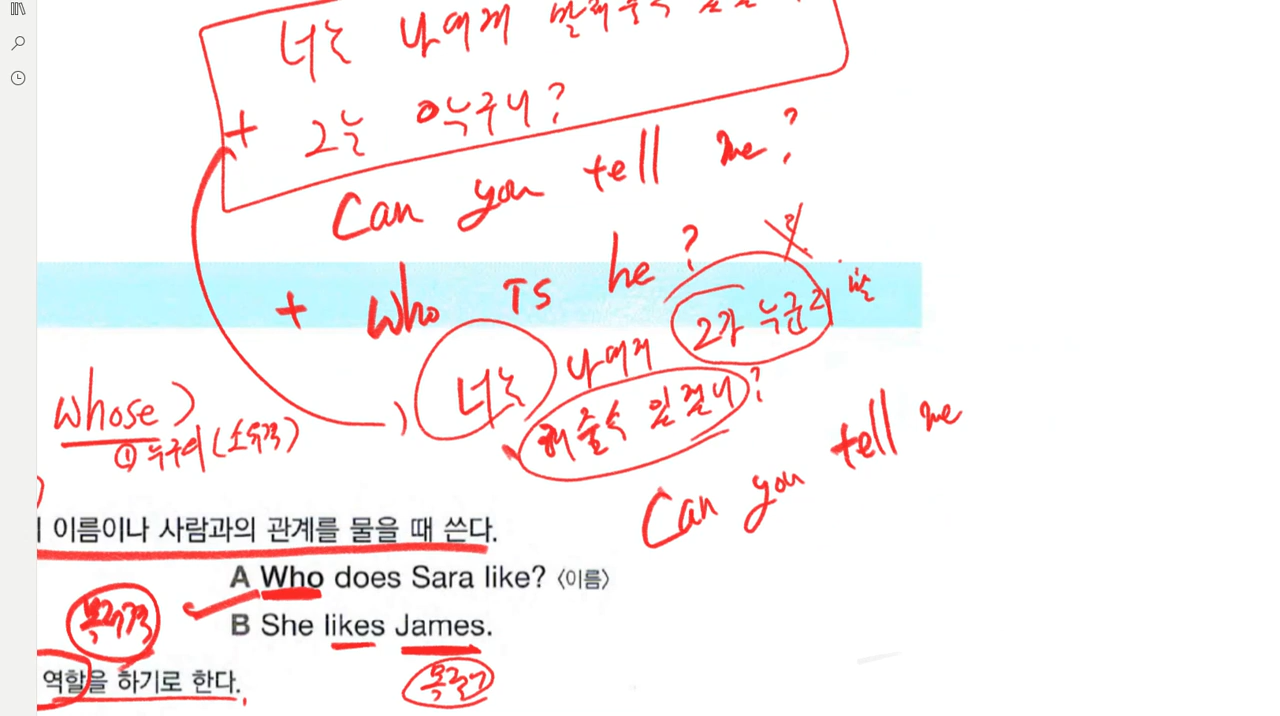 너는 나에게 말해줄수
+ 그는 누구니?
Can you tell me?
+ Who is he?
너는 나에게 그가 누군지 말
해줄수 있겠니?
Whose)
① 누구의 (소유격)
Can you tell me
이름이나 사람과의 관계를 물을 때 쓴다.
A Who does Sara like? 〈이름〉
B She likes James.
목적격
역할을 하기로 한다.